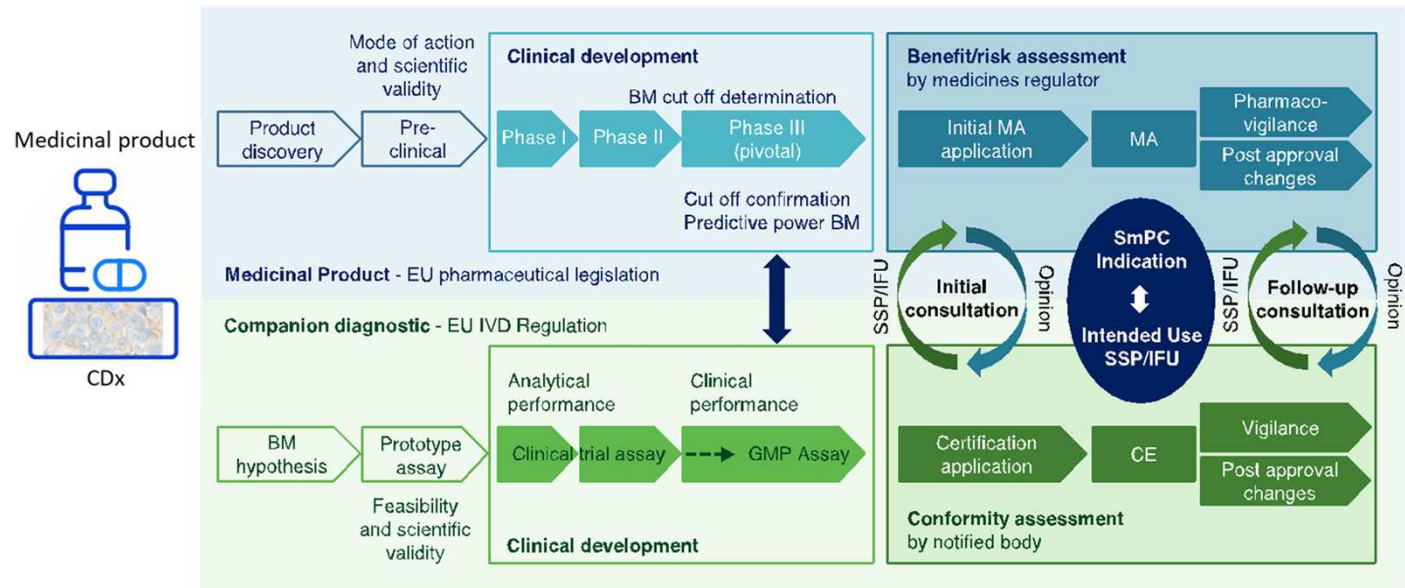 Medicinal product
CDx
Mode of action
and scientific
validity
Product
discovery
Pre-
clinical
Clinical development
BM cut off determination
Phase I
Phase II
Phase III
(pivotal)
Cut off confirmation
Predictive power BM
Medicinal Product - EU pharmaceutical legislation
Benefit/risk assessment
by medicines regulator
Initial MA
application
MA
Pharmaco-
vigilance
Post approval
changes
SSP/IFU
Initial
consultation
Opinion
SmPC
Indication
Intended Use
SSP/IFU
SSP/IFU
Follow-up
consultation
Opinion
Companion diagnostic - EU IVD Regulation
BM
hypothesis
Prototype
assay
Feasibility
and scientific
validity
Analytical
performance
Clinical
performance
Clinical trial assay
GMP Assay
Clinical development
Certification
application
CE
Vigilance
Post approval
changes
Conformity assessment
by notified body